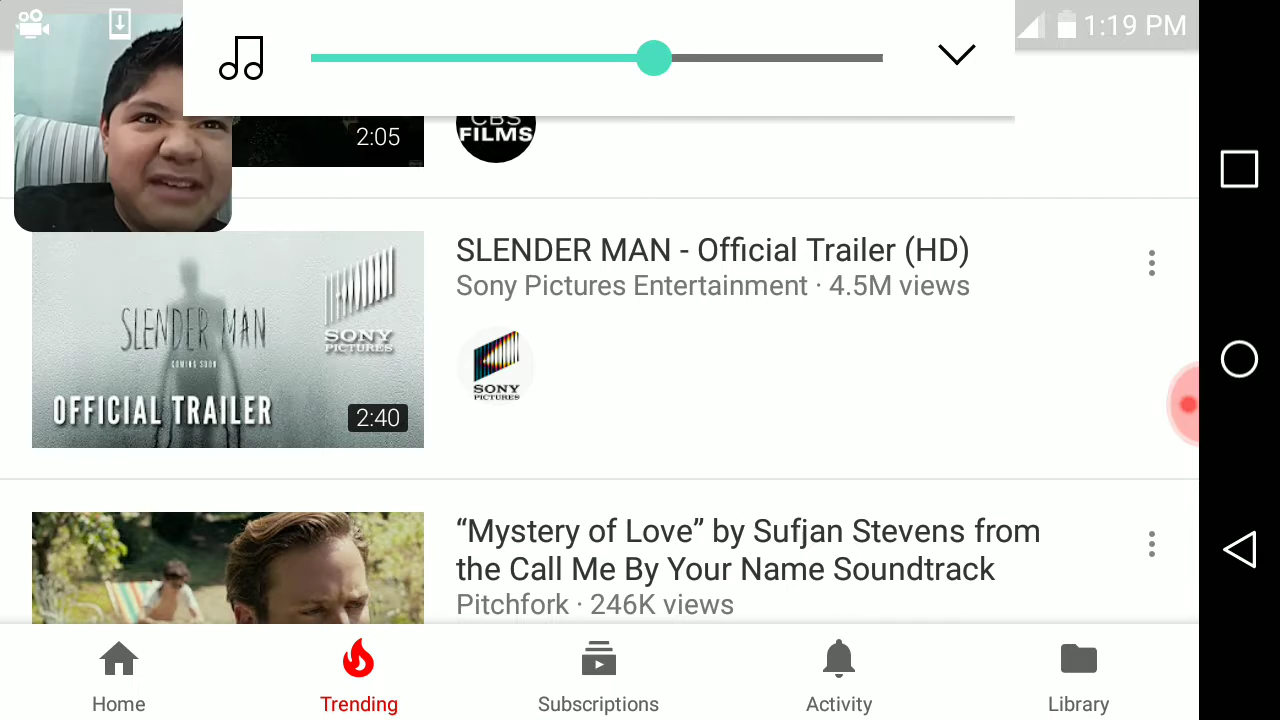 1:19 PM
2:05
CBS
FILMS
SLENDER MAN - Official Trailer (HD)
Sony Pictures Entertainment · 4.5M views
SLENDER MAN
COMING SOON
SONY
PICTURES
OFFICIAL TRAILER
2:40
SONY
PICTURES
“Mystery of Love” by Sufjan Stevens from
the Call Me By Your Name Soundtrack
Pitchfork · 246K views
Home
Trending
Subscriptions
Activity
Library